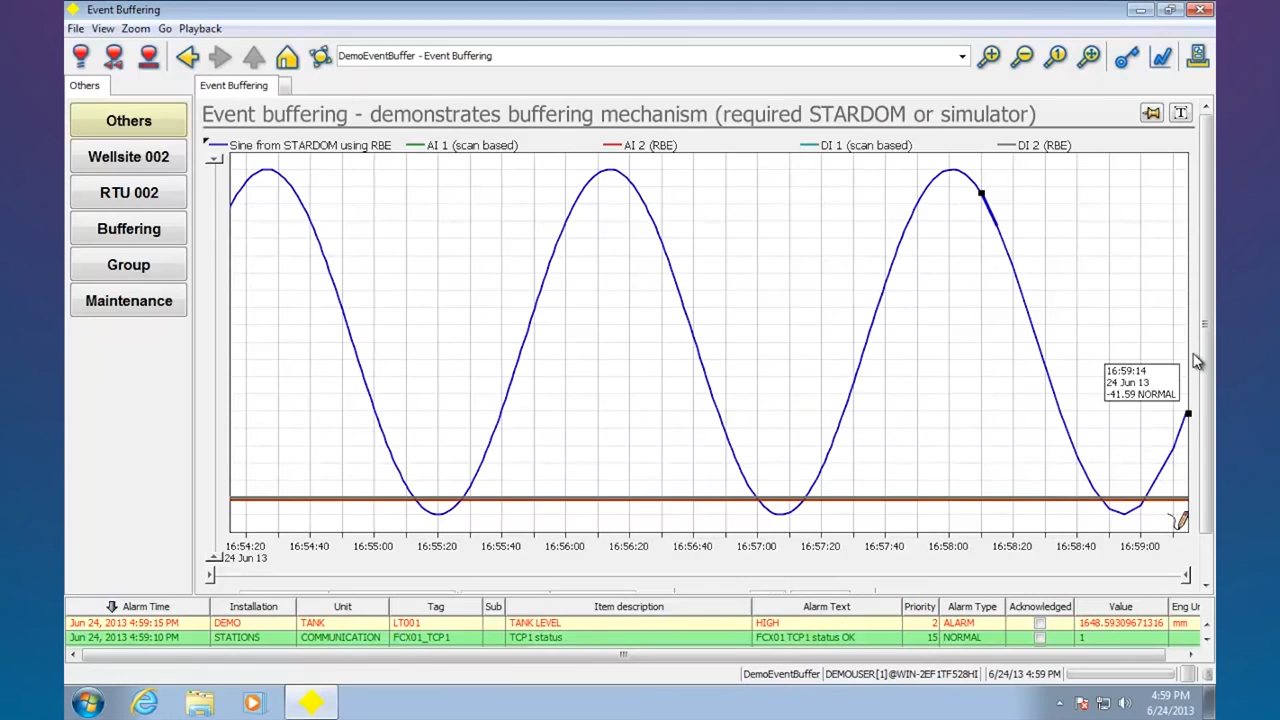 Event Buffering
File View Zoom Go Playback
DemoEventBuffer - Event Buffering
Others
Event Buffering
Others
Wellsite 002
RTU 002
Buffering
Group
Maintenance
Event buffering - demonstrates buffering mechanism (required STARDOM or simulator)
Sine from STARDOM using RBE AI 1 (scan based) AI 2 (RBE) DI 1 (scan based) DI 2 (RBE)
16:59:14
24 Jun 13
-41.59 NORMAL
16:54:20 16:54:40 16:55:00 16:55:20 16:55:40 16:56:00 16:56:20 16:56:40 16:57:00 16:57:20 16:57:40 16:58:00 16:58:20 16:58:40 16:59:00
24 Jun 13
Alarm Time Installation Unit Tag Sub Item description Alarm Text Priority Alarm Type Acknowledged Value Eng Ur
Jun 24, 2013 4:59:15 PM DEMO TANK LT001 TANK LEVEL HIGH 2 ALARM 1648.59309671316 mm
Jun 24, 2013 4:59:10 PM STATIONS COMMUNICATION FCX01_TCP1 TCP1 status FCX01 TCP1 status OK 15 NORMAL 1
DemoEventBuffer DEMOUSER[1]@WIN-2EF1TF528HI 6/24/13 4:59 PM
4:59 PM
6/24/2013